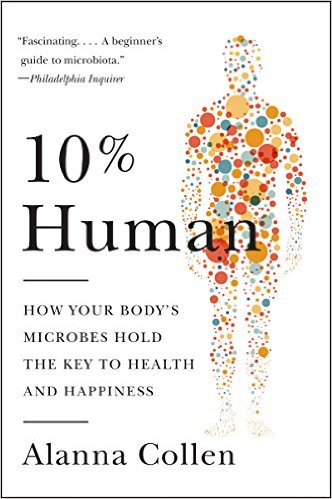 “Fascinating. . . . A beginner’s
guide to microbiota.”
—Philadelphia Inquirer
10%
Human
HOW YOUR BODY’S
MICROBES HOLD
THE KEY TO HEALTH
AND HAPPINESS
Alanna Collen